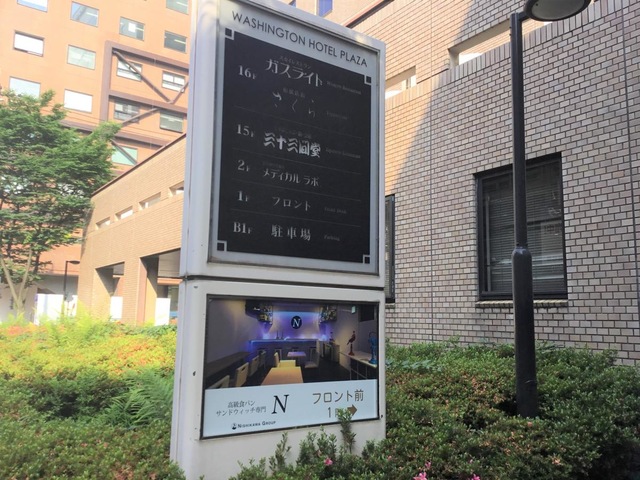 WASHINGTON HOTEL PLAZA
16F ガスライト
さくら
15F 三十三間堂
2F メディカル ラボ
1F フロント
B1F 駐車場
N
高級食パン
サンドウィッチ専門 N
フロント前
1F
NISHIKAWA GROUP